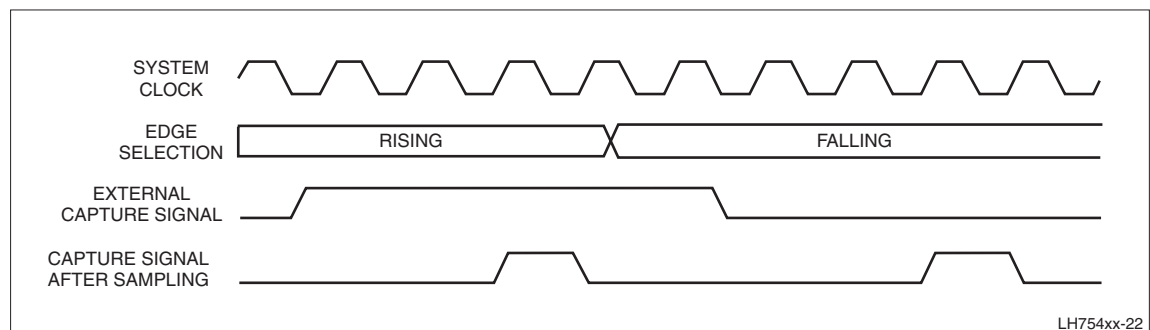 SYSTEM
CLOCK
EDGE
SELECTION
RISING
FALLING
EXTERNAL
CAPTURE SIGNAL
CAPTURE SIGNAL
AFTER SAMPLING
LH754xx-22